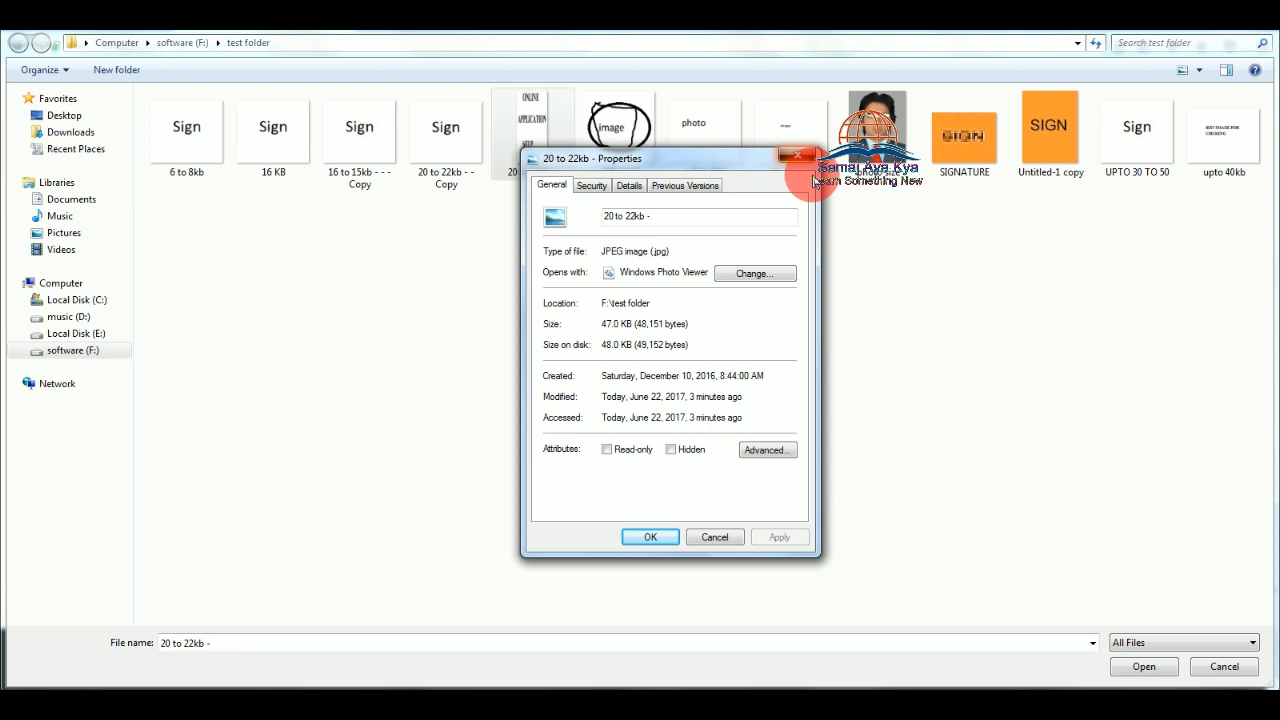 Computer ▸ software (F:) ▸ test folder
Search test folder
Organize
New folder
Favorites
Desktop
Downloads
Recent Places
Libraries
Documents
Music
Pictures
Videos
Computer
Local Disk (C:)
music (D:)
Local Disk (E:)
software (F:)
Network
Sign
Sign
Sign
Sign
ONLINE
APPLICATION
image
photo
SIGN
SIGN
Sign
6 to 8kb
16 KB
16 to 15kb - - -
Copy
20 to 22kb - -
Copy
20
SIGNATURE
Untitled-1 copy
UPTO 30 TO 50
upto 40kb
Samaj Aya Kya
Learn Something New
20 to 22kb - Properties
General
Security
Details
Previous Versions
20 to 22kb -
Type of file: JPEG image (.jpg)
Opens with: Windows Photo Viewer
Change...
Location: F:\test folder
Size: 47.0 KB (48,151 bytes)
Size on disk: 48.0 KB (49,152 bytes)
Created: Saturday, December 10, 2016, 8:44:00 AM
Modified: Today, June 22, 2017, 3 minutes ago
Accessed: Today, June 22, 2017, 3 minutes ago
Attributes: Read-only Hidden
Advanced...
OK
Cancel
Apply
File name: 20 to 22kb -
All Files
Open
Cancel